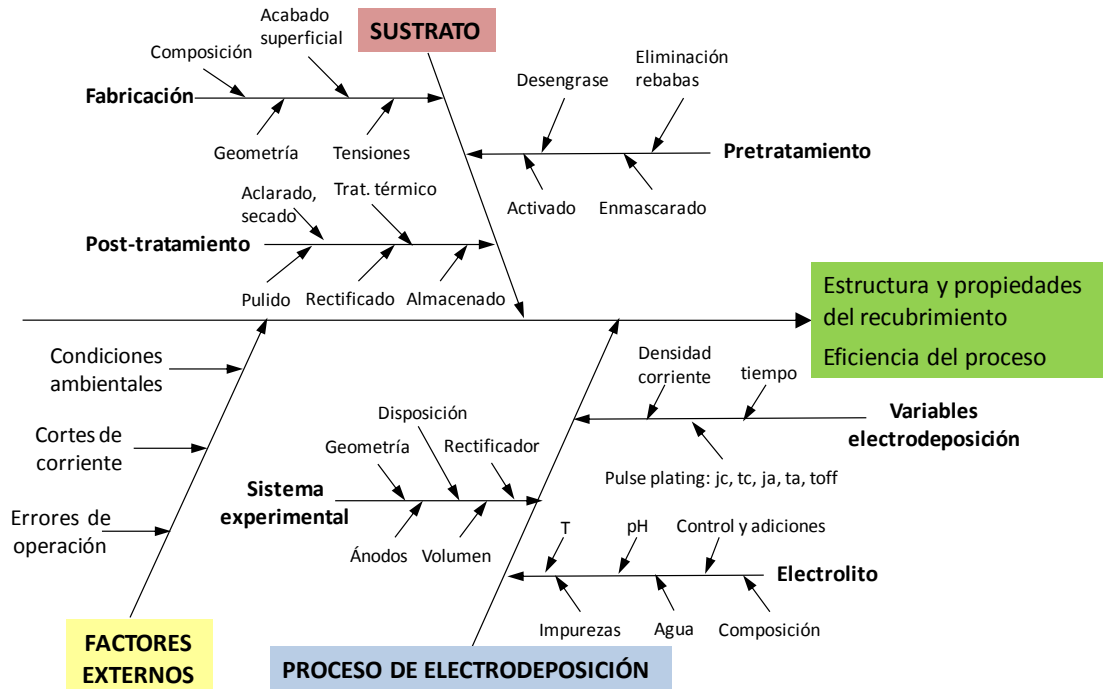 Acabado
superficial
SUSTRATO
Composición
Fabricación
Geometría
Tensiones
Desengrase
Eliminación
rebabas
Pretratamiento
Activado
Enmascarado
Aclarado,
secado
Trat. térmico
Post-tratamiento
Pulido
Rectificado
Almacenado
Estructura y propiedades
del recubrimiento
Eficiencia del proceso
Condiciones
ambientales
Cortes de
corriente
Errores de
operación
FACTORES
EXTERNOS
Densidad
corriente
tiempo
Variables
electrodeposición
Pulse plating: jc, tc, ja, ta, toff
Disposición
Geometría
Rectificador
Sistema
experimental
Ánodos
Volumen
T
pH
Control y adiciones
Electrolito
Impurezas
Agua
Composición
PROCESO DE ELECTRODEPOSICIÓN